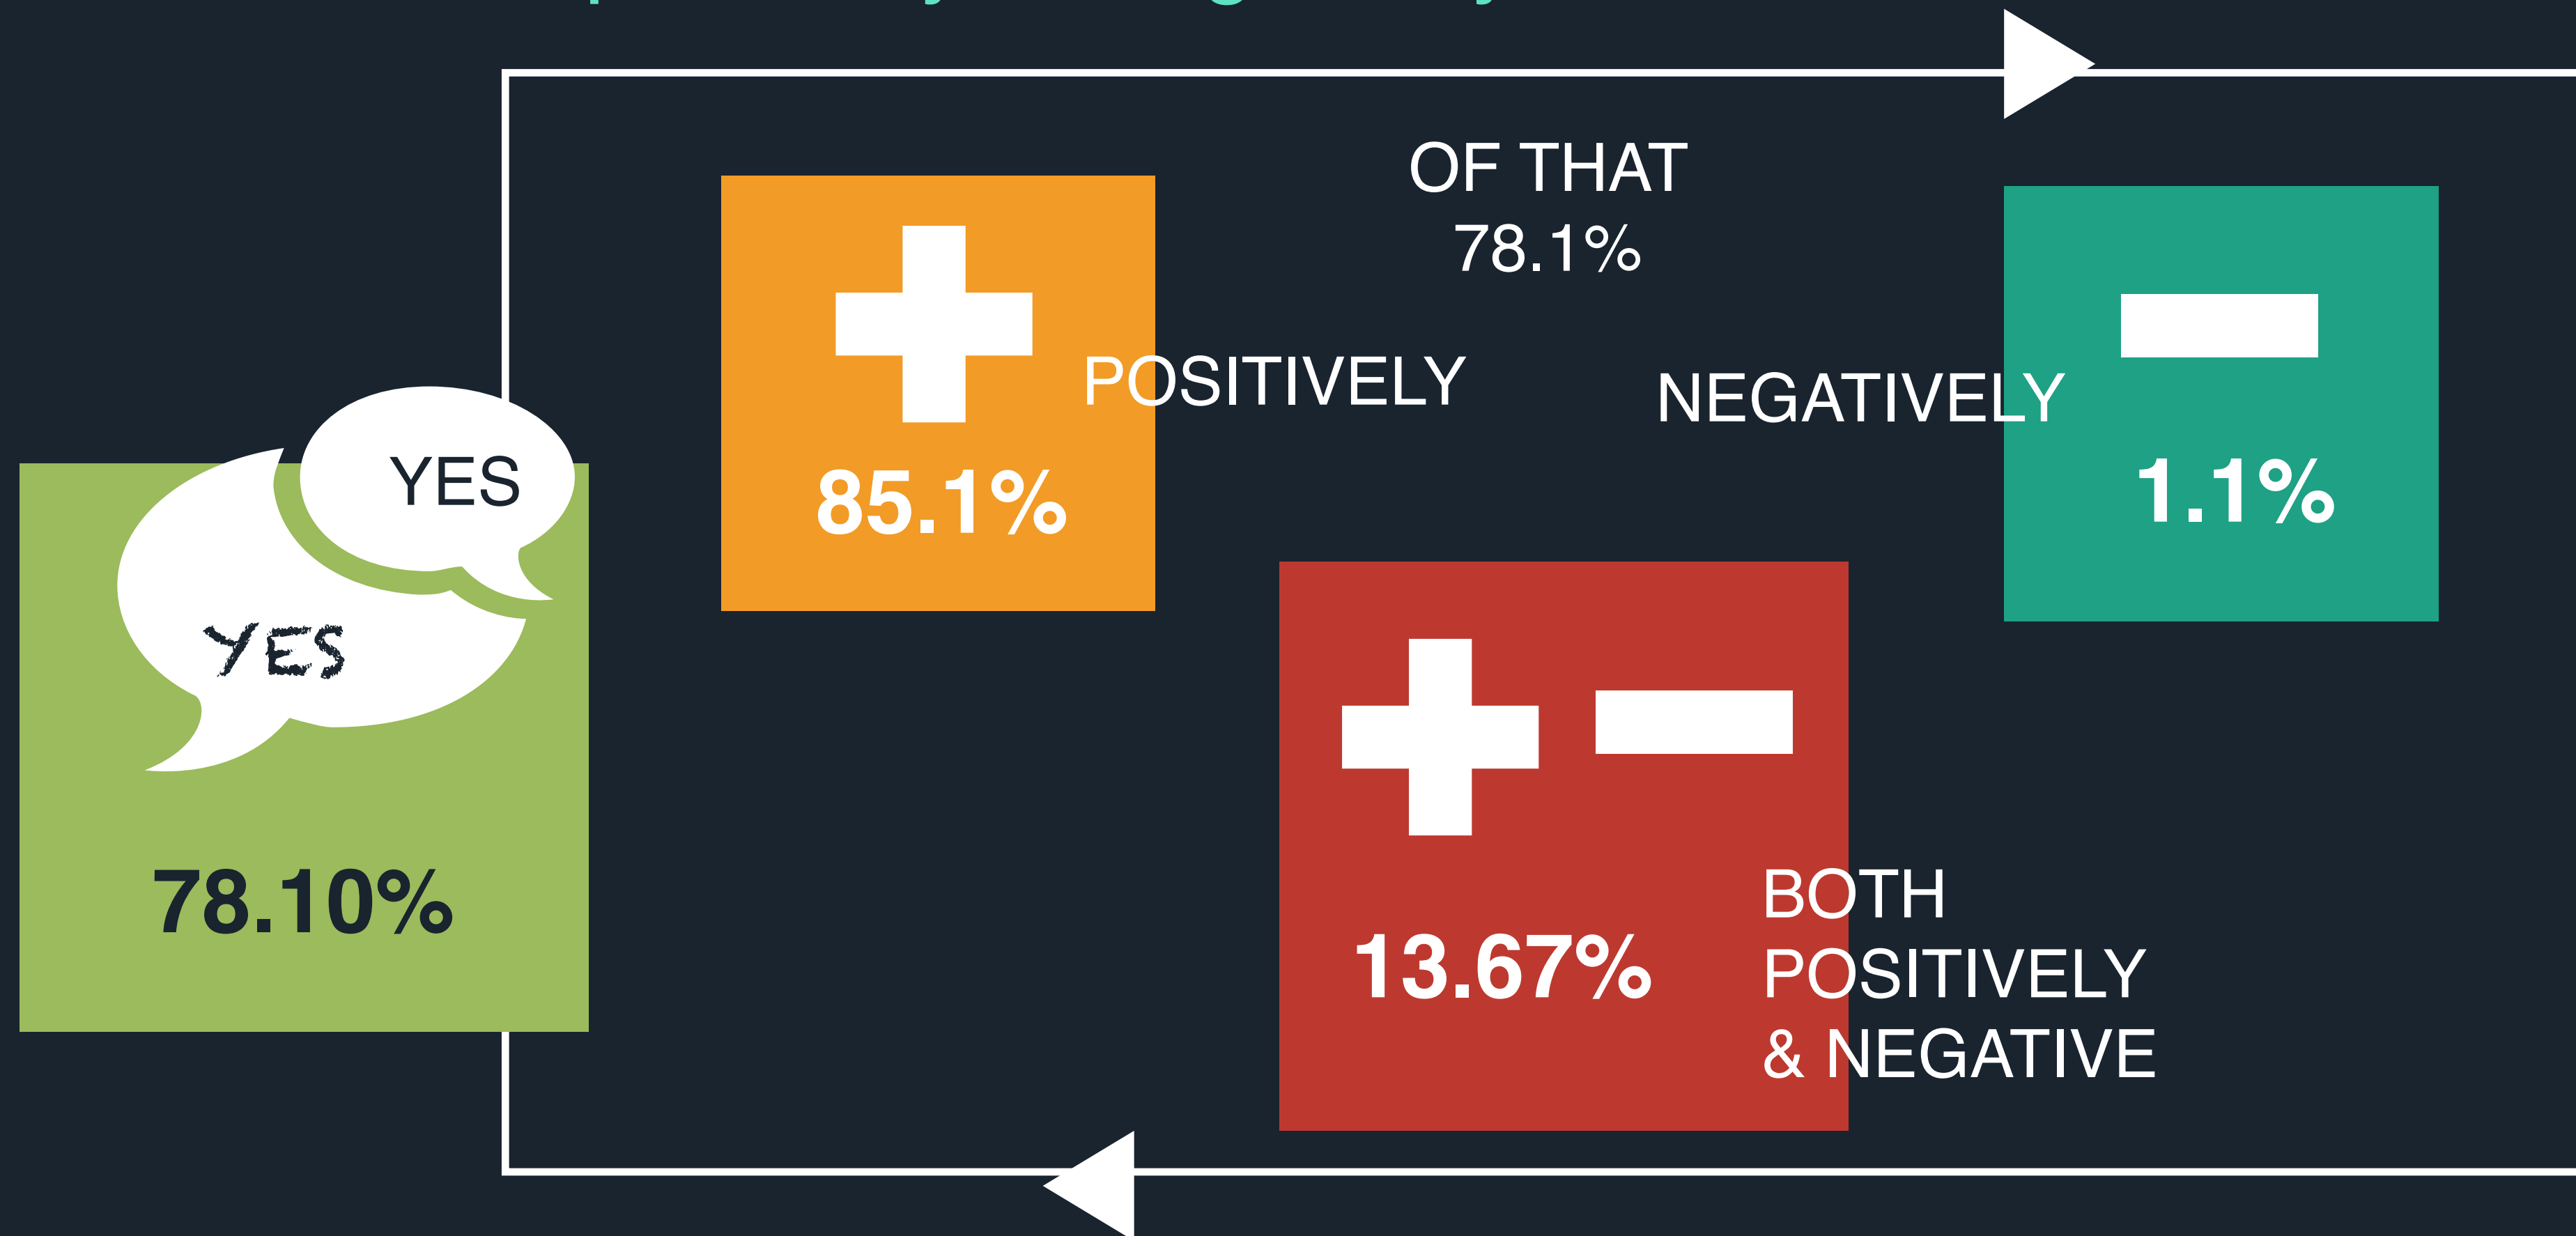 OF THAT
78.1%
POSITIVELY
NEGATIVELY
85.1%
1.1%
YES
YES
78.10%
13.67%
BOTH
POSITIVELY
& NEGATIVE